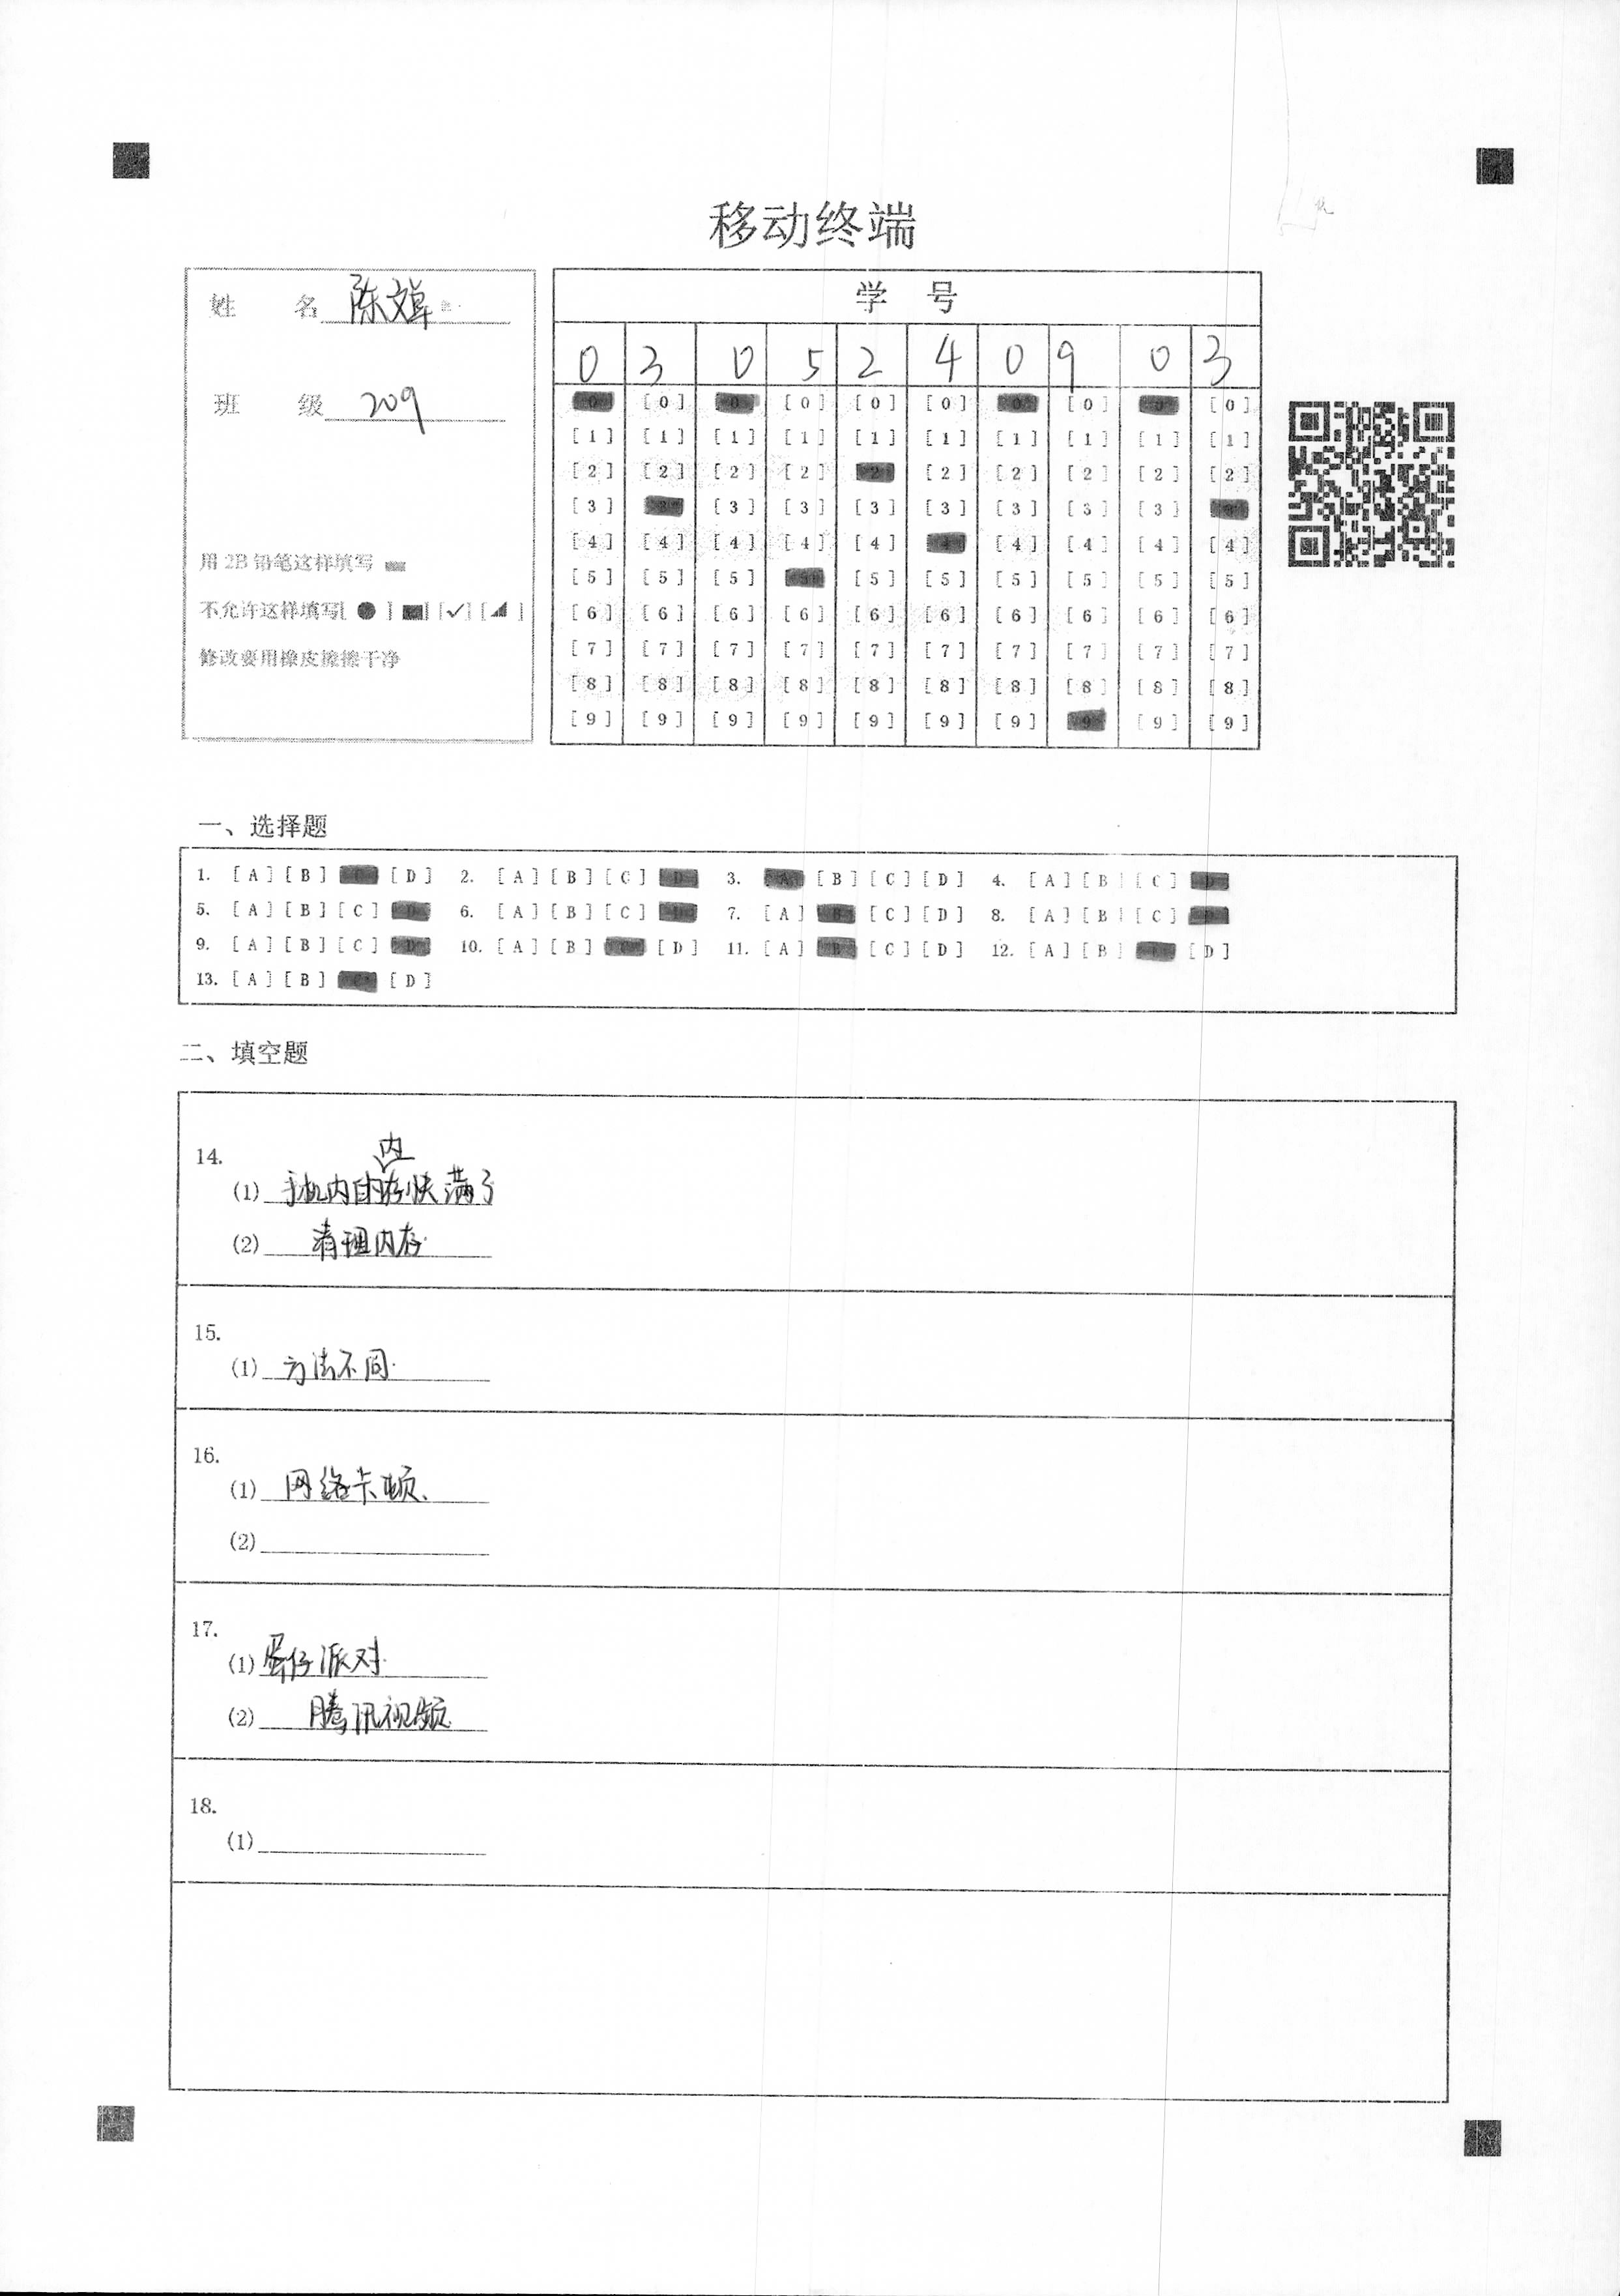 移动终端
姓 名 陈文卓
班 级 209
用 2B 铅笔这样填写
不允许这样填写[ ● ] [■] [✓] [◢ ]
修改要用橡皮擦擦干净
学 号
0 3 0 5 2 4 0 9 0 3
[0] [0] [0] [0] [0] [0] [0] [0] [0] [0]
[1] [1] [1] [1] [1] [1] [1] [1] [1] [1]
[2] [2] [2] [2] [2] [2] [2] [2] [2] [2]
[3] [3] [3] [3] [3] [3] [3] [3] [3] [3]
[4] [4] [4] [4] [4] [4] [4] [4] [4] [4]
[5] [5] [5] [5] [5] [5] [5] [5] [5] [5]
[6] [6] [6] [6] [6] [6] [6] [6] [6] [6]
[7] [7] [7] [7] [7] [7] [7] [7] [7] [7]
[8] [8] [8] [8] [8] [8] [8] [8] [8] [8]
[9] [9] [9] [9] [9] [9] [9] [9] [9] [9]
一、选择题
1. [A] [B] [C] [D] 2. [A] [B] [C] [D] 3. [A] [B] [C] [D] 4. [A] [B] [C] [D]
5. [A] [B] [C] [D] 6. [A] [B] [C] [D] 7. [A] [B] [C] [D] 8. [A] [B] [C] [D]
9. [A] [B] [C] [D] 10. [A] [B] [C] [D] 11. [A] [B] [C] [D] 12. [A] [B] [C] [D]
13. [A] [B] [C] [D]
二、填空题
14.
内
(1) 手机内的存快满了
(2) 清理内存
15.
(1) 方法不同
16.
(1) 网络卡顿、
(2)
17.
(1) 蛋仔派对
(2) 腾讯视频
18.
(1)